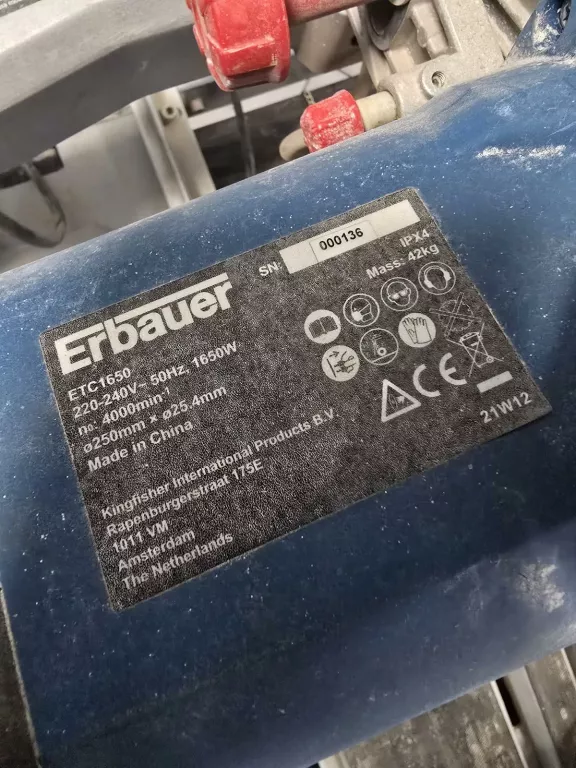 SN: 000136
IPX4
Mass: 42kg
Erbauer
ETC1650
220-240V~ 50Hz, 1650W
n₀: 4000min⁻¹
ø250mm x ø25.4mm
Made in China
Kingfisher International Products B.V.
Rapenburgerstraat 175E
1011 VM
Amsterdam
The Netherlands
CE
21W12